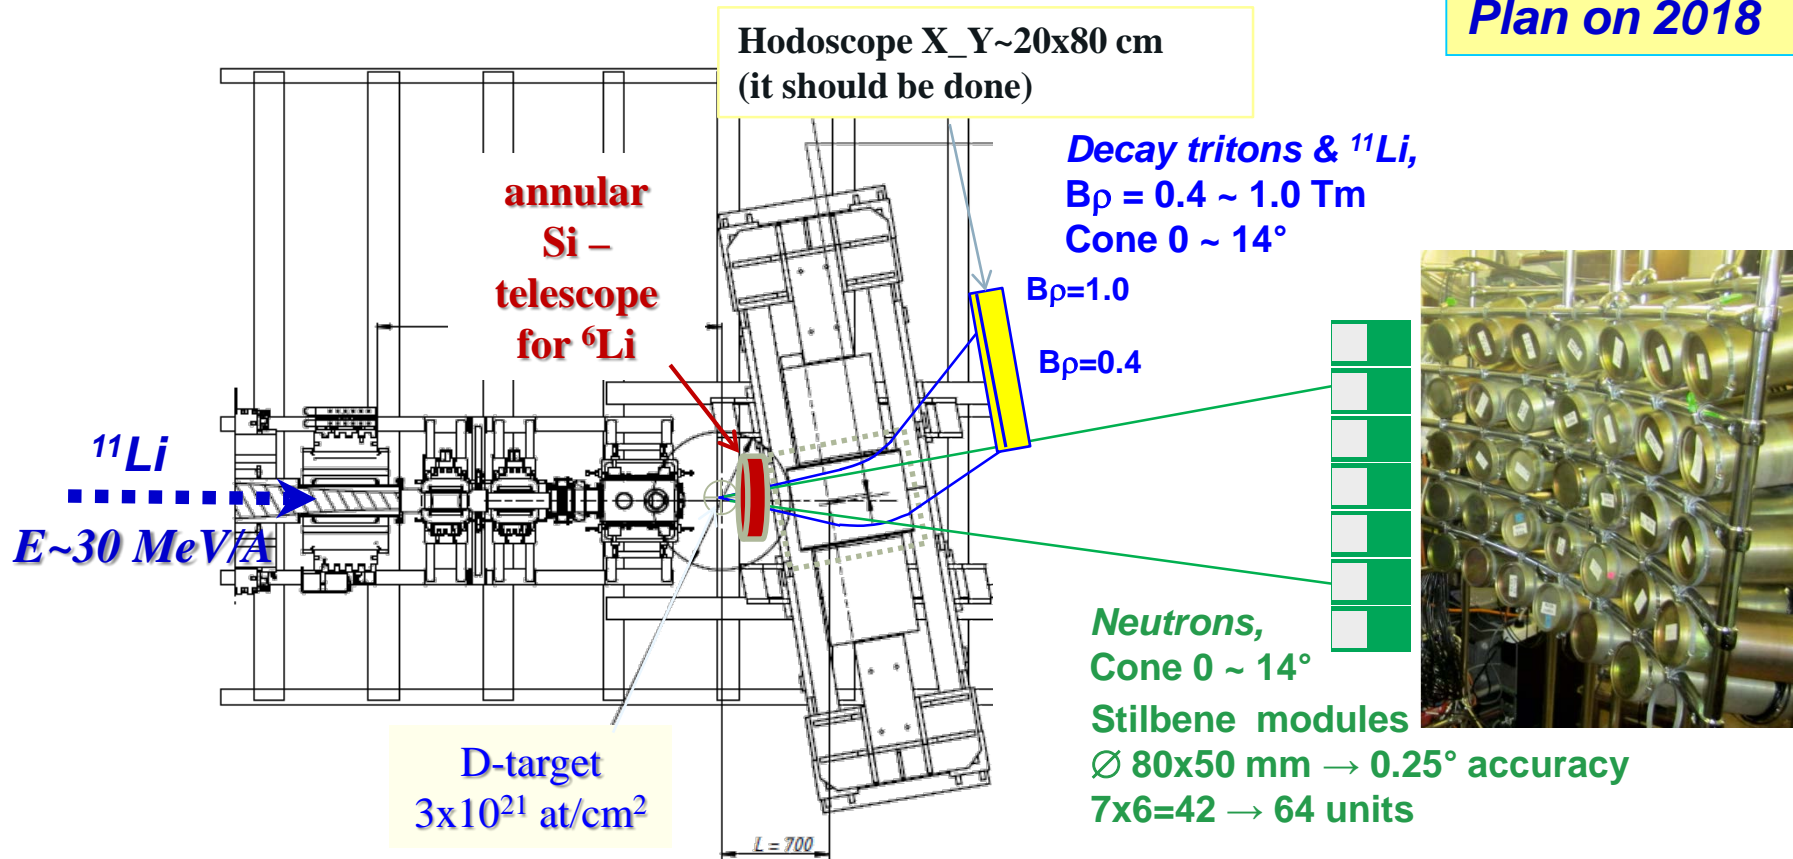 Plan on 2018
Hodoscope X_Y~20x80 cm
(it should be done)
Decay tritons & ¹¹Li,
Bρ = 0.4 ~ 1.0 Tm
Cone 0 ~ 14°
annular
Si –
telescope
for ⁶Li
Bρ=1.0
Bρ=0.4
¹¹Li
E~30 MeV/A
Neutrons,
Cone 0 ~ 14°
Stilbene modules
∅ 80x50 mm → 0.25° accuracy
7x6=42 → 64 units
D-target
3x10²¹ at/cm²
L = 700